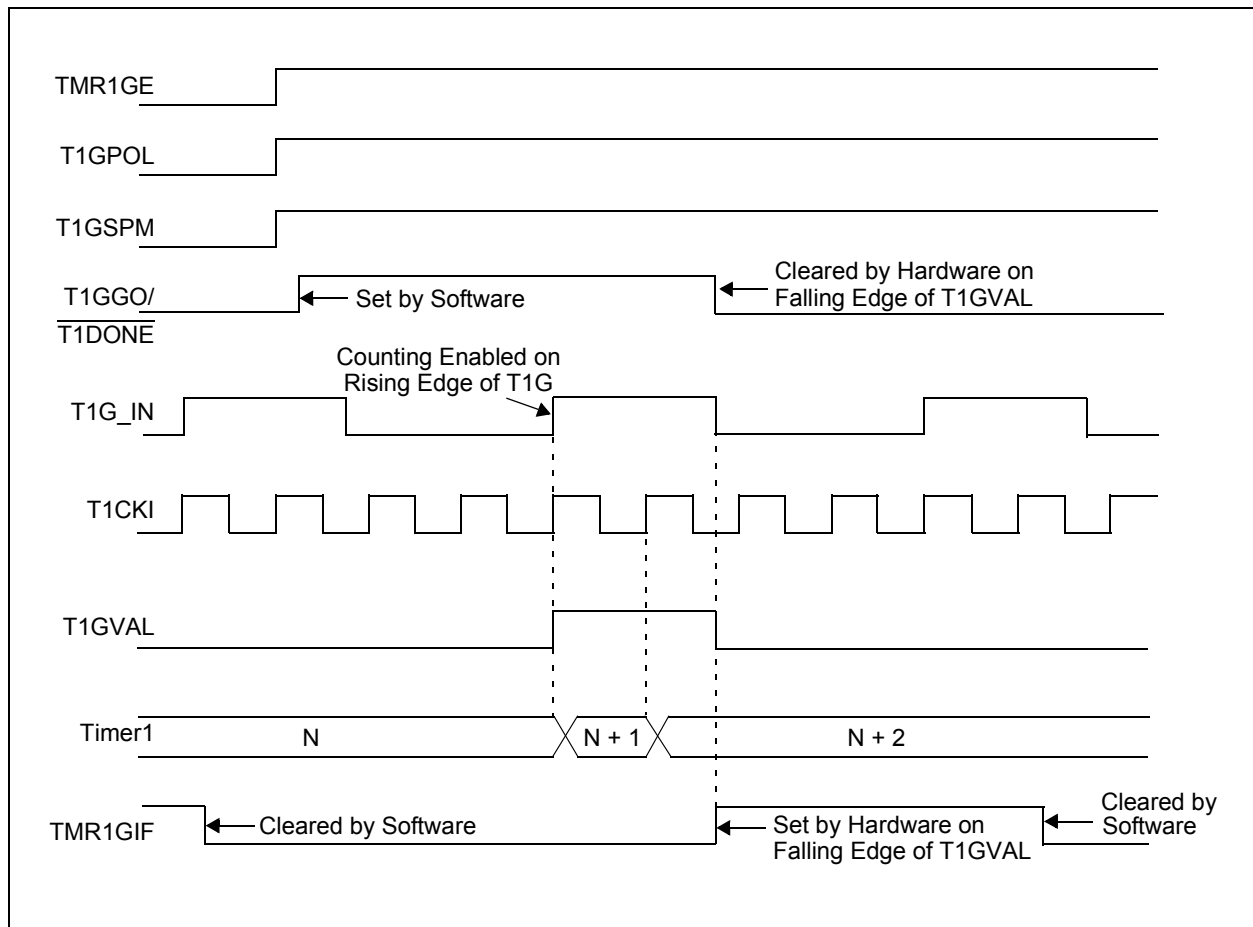 TMR1GE
T1GPOL
T1GSPM
T1GGO/
T1DONE
Set by Software
Cleared by Hardware on
Falling Edge of T1GVAL
Counting Enabled on
Rising Edge of T1G
T1G_IN
T1CKI
T1GVAL
Timer1
N
N + 1
N + 2
TMR1GIF
Cleared by Software
Set by Hardware on
Falling Edge of T1GVAL
Cleared by
Software